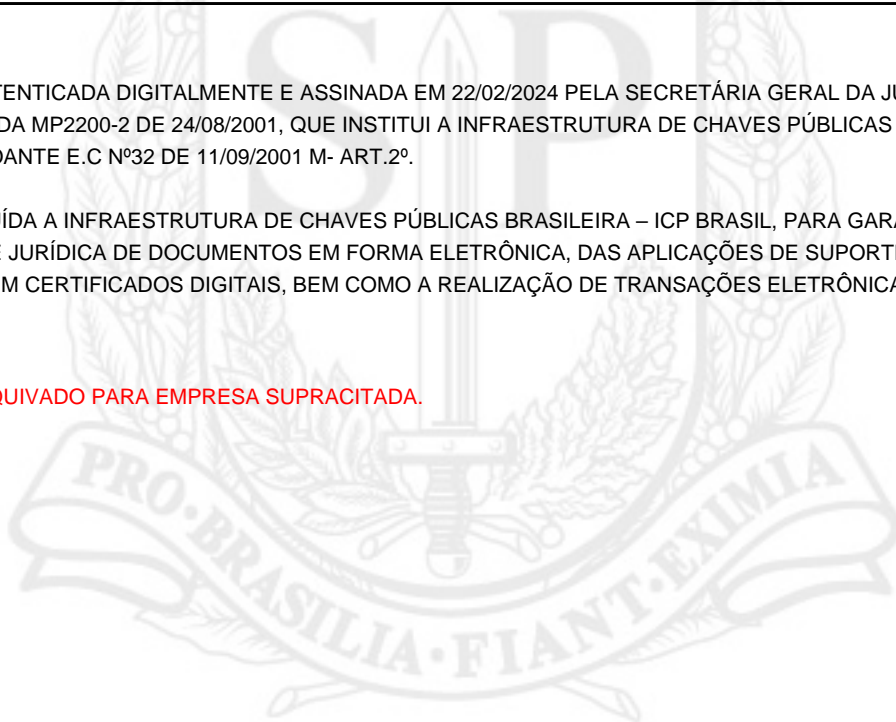 TENTICADA DIGITALMENTE E ASSINADA EM 22/02/2024 PELA SECRETÁRIA GERAL DA JU
DA MP2200-2 DE 24/08/2001, QUE INSTITUI A INFRAESTRUTURA DE CHAVES PÚBLICAS
DANTE E.C Nº32 DE 11/09/2001 M- ART.2º.
ÍDA A INFRAESTRUTURA DE CHAVES PÚBLICAS BRASILEIRA – ICP BRASIL, PARA GARA
E JURÍDICA DE DOCUMENTOS EM FORMA ELETRÔNICA, DAS APLICAÇÕES DE SUPORTE
M CERTIFICADOS DIGITAIS, BEM COMO A REALIZAÇÃO DE TRANSAÇÕES ELETRÔNICA
QUIVADO PARA EMPRESA SUPRACITADA.
SP
PRO·BRASILIA·FIANT·EXIMIA